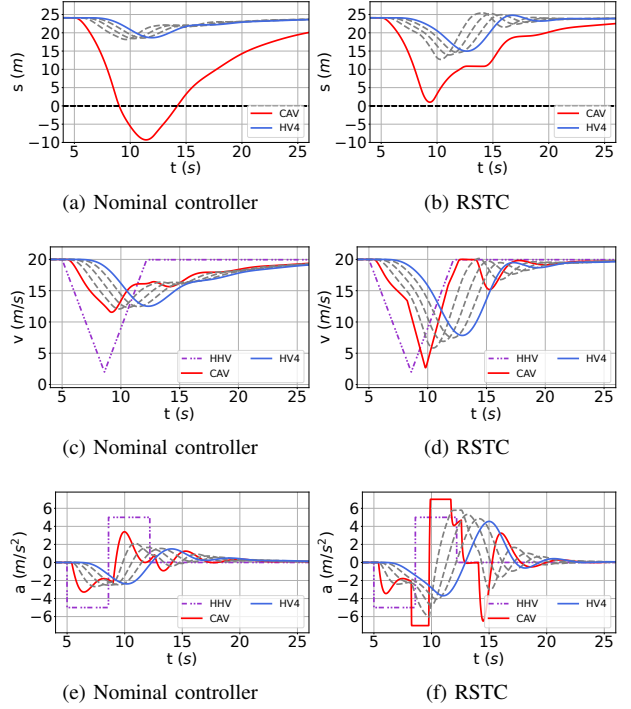 25
20
15
10
5
0
−5
−10
s (m)
5 10 15 20 25
t (s)
CAV
HV4
(a) Nominal controller
25
20
15
10
5
0
−5
−10
s (m)
5 10 15 20 25
t (s)
CAV
HV4
(b) RSTC
20
15
10
5
0
v (m/s)
5 10 15 20 25
t (s)
HHV
CAV
HV4
(c) Nominal controller
20
15
10
5
0
v (m/s)
5 10 15 20 25
t (s)
HHV
CAV
HV4
(d) RSTC
6
4
2
0
−2
−4
−6
a (m/s²)
5 10 15 20 25
t (s)
HHV
CAV
HV4
(e) Nominal controller
6
4
2
0
−2
−4
−6
a (m/s²)
5 10 15 20 25
t (s)
HHV
CAV
HV4
(f) RSTC